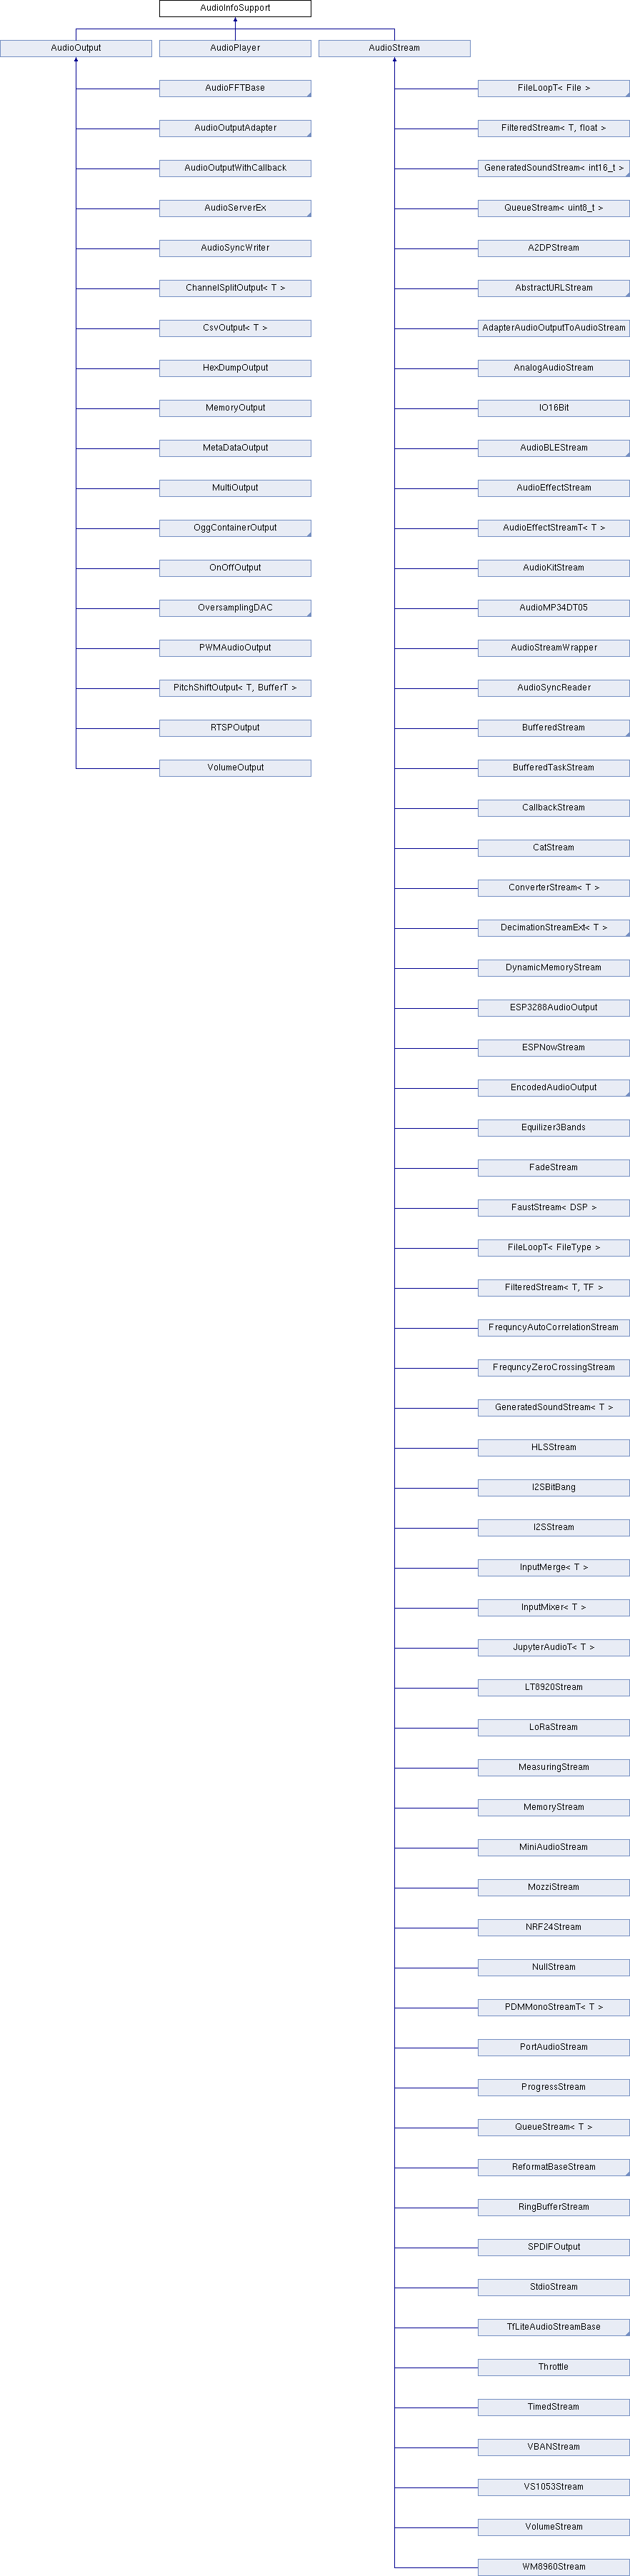 AudioInfoSupport
AudioOutput
AudioPlayer
AudioStream
AudioFFTBase
AudioOutputAdapter
AudioOutputWithCallback
AudioServerEx
AudioSyncWriter
ChannelSplitOutput< T >
CsvOutput< T >
HexDumpOutput
MemoryOutput
MetaDataOutput
MultiOutput
OggContainerOutput
OnOffOutput
OversamplingDAC
PWMAudioOutput
PitchShiftOutput< T, BufferT >
RTSPOutput
VolumeOutput
FileLoopT< File >
FilteredStream< T, float >
GeneratedSoundStream< int16_t >
QueueStream< uint8_t >
A2DPStream
AbstractURLStream
AdapterAudioOutputToAudioStream
AnalogAudioStream
IO16Bit
AudioBLEStream
AudioEffectStream
AudioEffectStreamT< T >
AudioKitStream
AudioMP34DT05
AudioStreamWrapper
AudioSyncReader
BufferedStream
BufferedTaskStream
CallbackStream
CatStream
ConverterStream< T >
DecimationStreamExt< T >
DynamicMemoryStream
ESP3288AudioOutput
ESPNowStream
EncodedAudioOutput
Equilizer3Bands
FadeStream
FaustStream< DSP >
FileLoopT< FileType >
FilteredStream< T, TF >
FrequncyAutoCorrelationStream
FrequncyZeroCrossingStream
GeneratedSoundStream< T >
HLSStream
I2SBitBang
I2SStream
InputMerge< T >
InputMixer< T >
JupyterAudioT< T >
LT8920Stream
LoRaStream
MeasuringStream
MemoryStream
MiniAudioStream
MozziStream
NRF24Stream
NullStream
PDMMonoStreamT< T >
PortAudioStream
ProgressStream
QueueStream< T >
ReformatBaseStream
RingBufferStream
SPDIFOutput
StdioStream
TfLiteAudioStreamBase
Throttle
TimedStream
VBANStream
VS1053Stream
VolumeStream
WM8960Stream